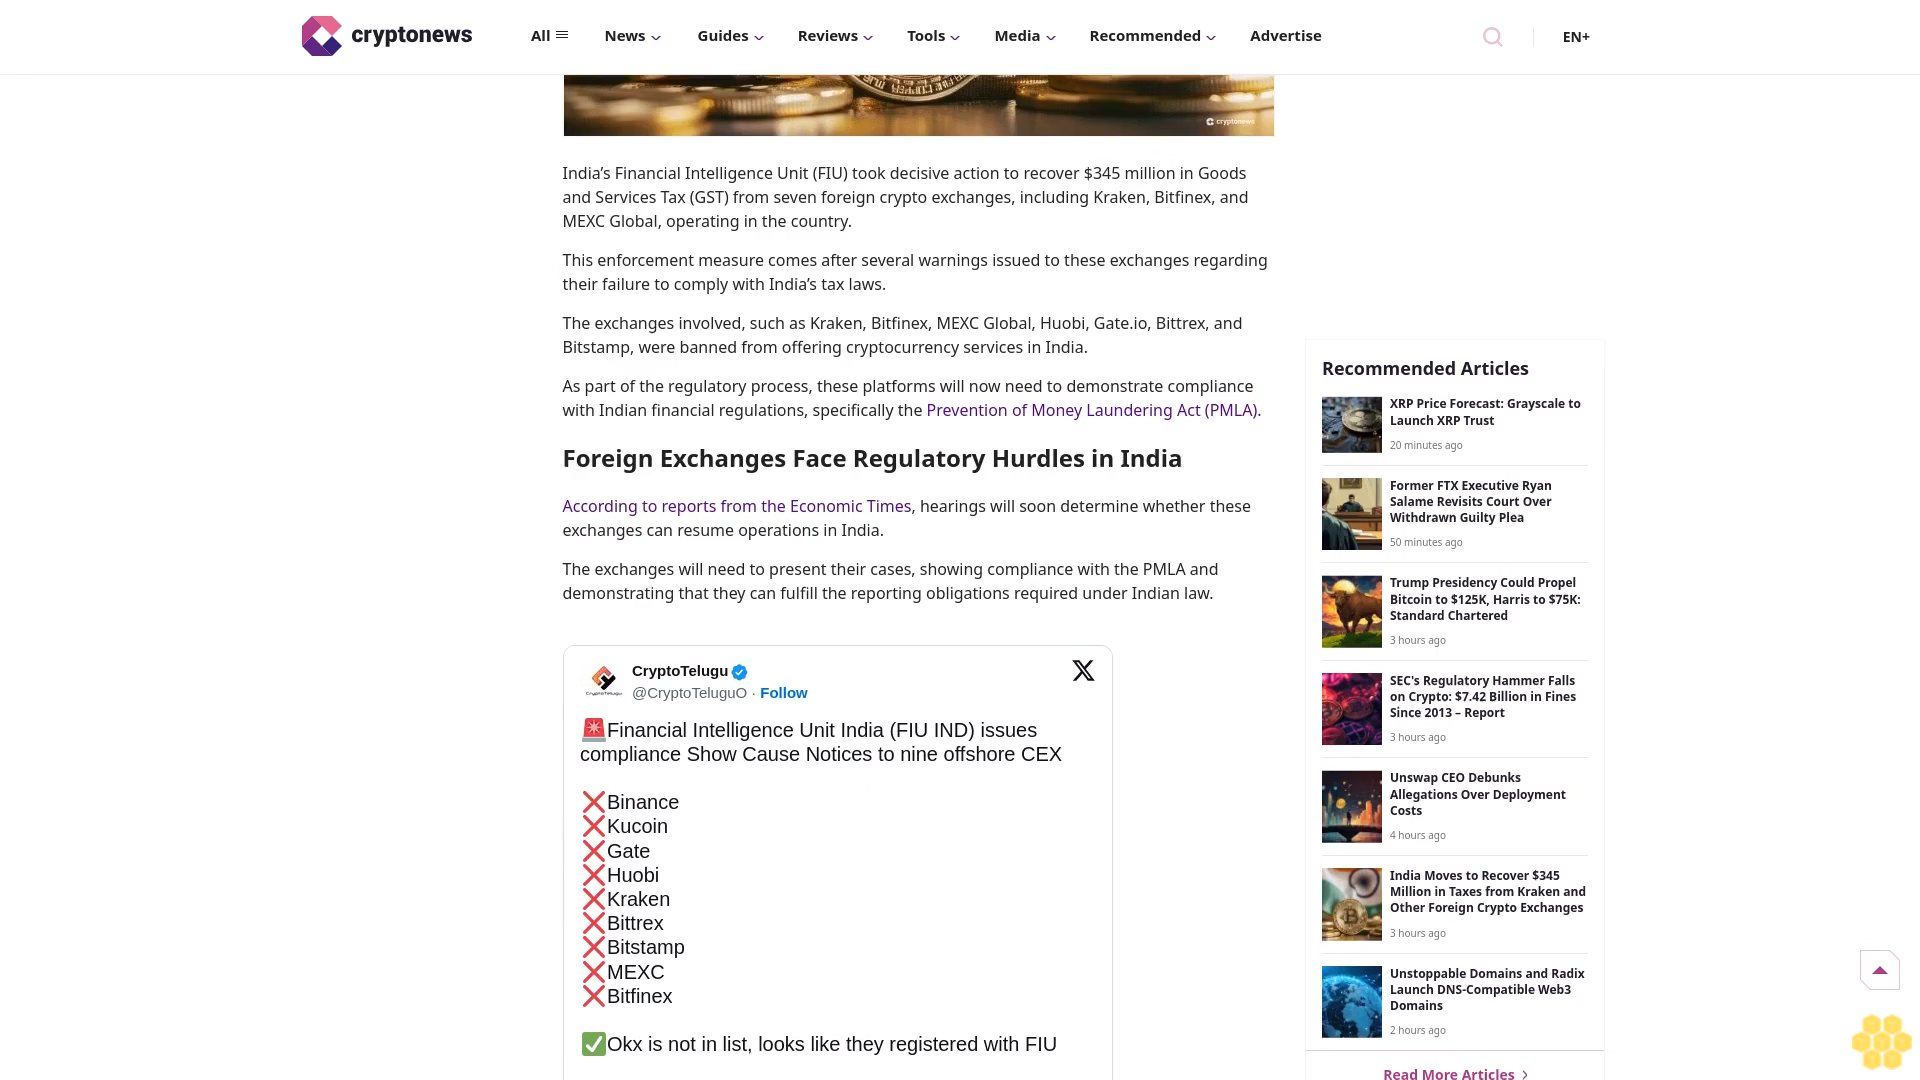 cryptonews
All
News
Guides
Reviews
Tools
Media
Recommended
Advertise
EN+
cryptonews
India’s Financial Intelligence Unit (FIU) took decisive action to recover $345 million in Goods
and Services Tax (GST) from seven foreign crypto exchanges, including Kraken, Bitfinex, and
MEXC Global, operating in the country.
This enforcement measure comes after several warnings issued to these exchanges regarding
their failure to comply with India’s tax laws.
The exchanges involved, such as Kraken, Bitfinex, MEXC Global, Huobi, Gate.io, Bittrex, and
Bitstamp, were banned from offering cryptocurrency services in India.
As part of the regulatory process, these platforms will now need to demonstrate compliance
with Indian financial regulations, specifically the Prevention of Money Laundering Act (PMLA).
Foreign Exchanges Face Regulatory Hurdles in India
According to reports from the Economic Times, hearings will soon determine whether these
exchanges can resume operations in India.
The exchanges will need to present their cases, showing compliance with the PMLA and
demonstrating that they can fulfill the reporting obligations required under Indian law.
CryptoTelugu
CryptoTelugu
@CryptoTeluguO · Follow
🚨Financial Intelligence Unit India (FIU IND) issues
compliance Show Cause Notices to nine offshore CEX
❌Binance
❌Kucoin
❌Gate
❌Huobi
❌Kraken
❌Bittrex
❌Bitstamp
❌MEXC
❌Bitfinex
✅Okx is not in list, looks like they registered with FIU
Recommended Articles
XRP Price Forecast: Grayscale to
Launch XRP Trust
20 minutes ago
Former FTX Executive Ryan
Salame Revisits Court Over
Withdrawn Guilty Plea
50 minutes ago
Trump Presidency Could Propel
Bitcoin to $125K, Harris to $75K:
Standard Chartered
3 hours ago
SEC's Regulatory Hammer Falls
on Crypto: $7.42 Billion in Fines
Since 2013 – Report
3 hours ago
Unswap CEO Debunks
Allegations Over Deployment
Costs
4 hours ago
India Moves to Recover $345
Million in Taxes from Kraken and
Other Foreign Crypto Exchanges
3 hours ago
Unstoppable Domains and Radix
Launch DNS-Compatible Web3
Domains
2 hours ago
Read More Articles